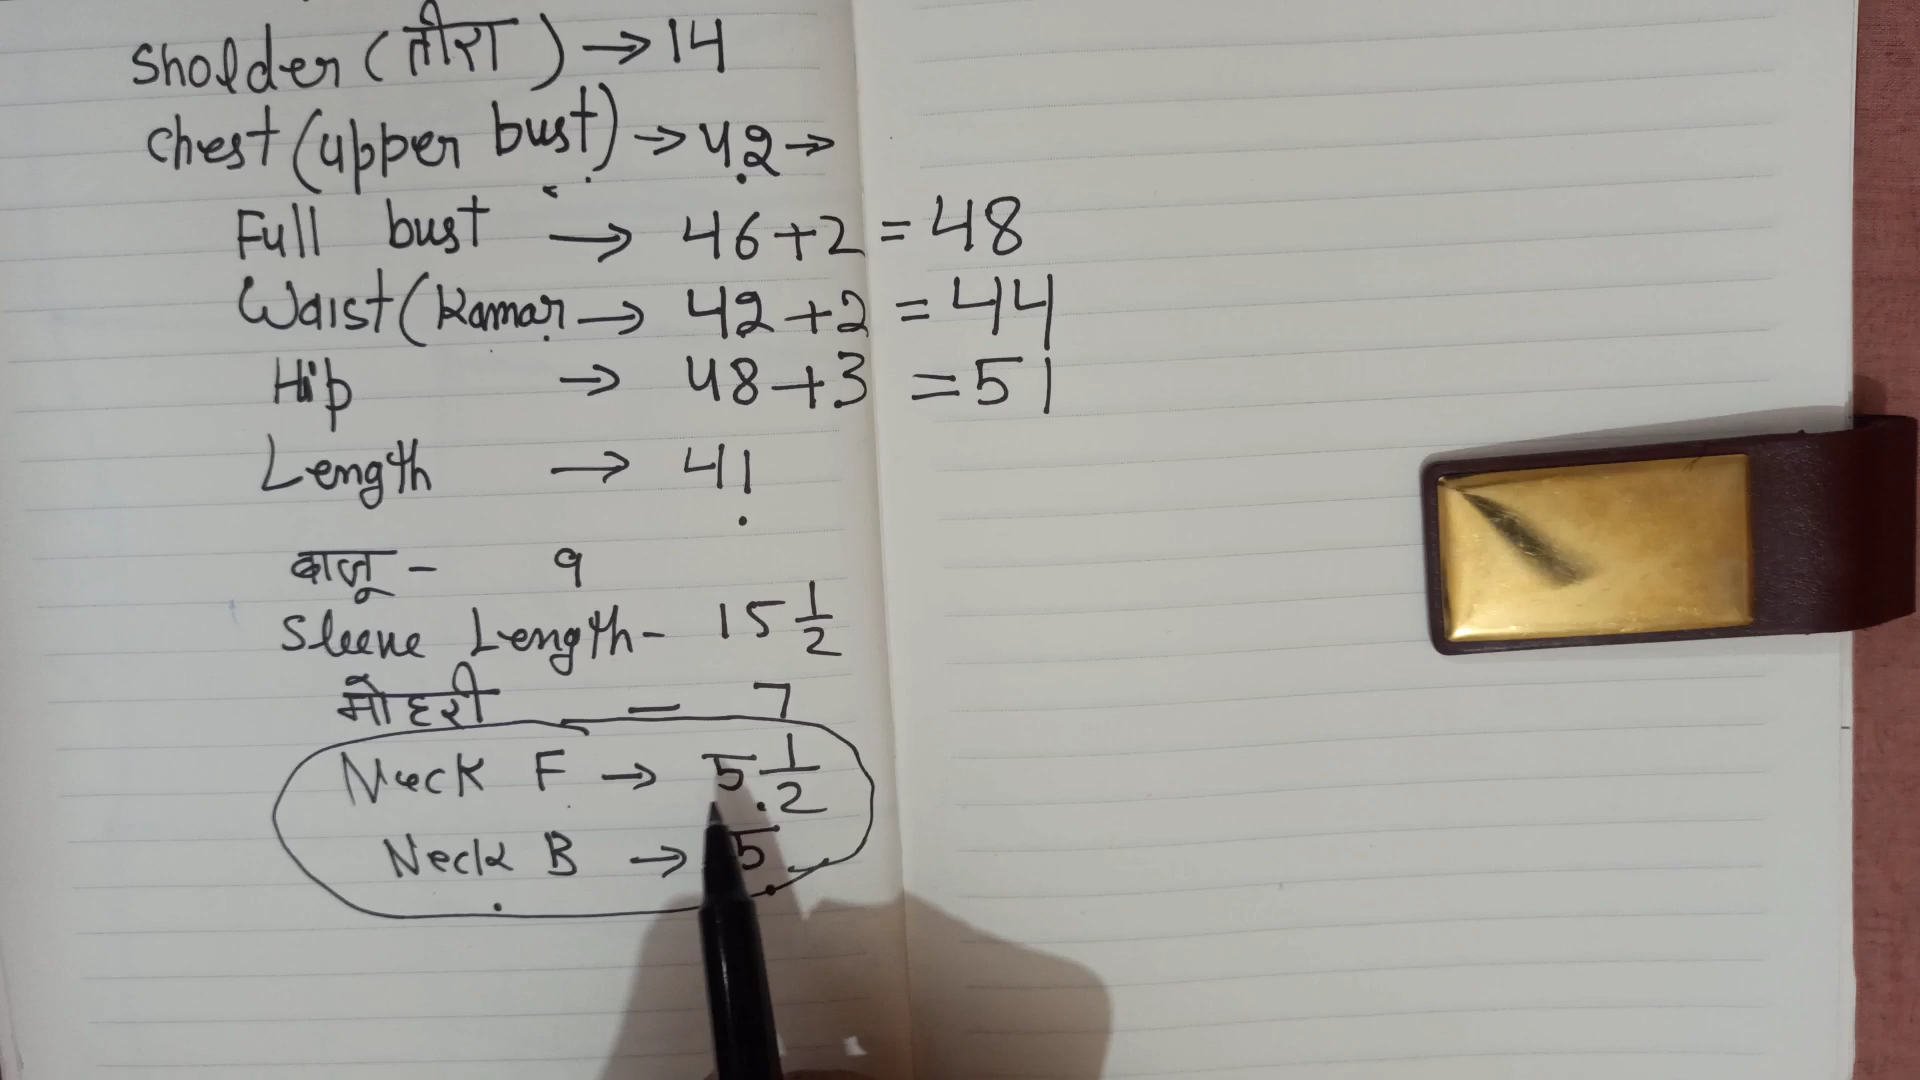 Sholder (तीरा) → 14
Chest (upper bust) → 42 →
Full bust → 46+2 = 48
Waist (Kamar → 42+2 = 44
Hip → 48+3 = 51
Length → 41
बाजू - 9
Sleeve Length - 15 1/2
मोहरी - 7
Neck F → 5 1/2
Neck B → 5